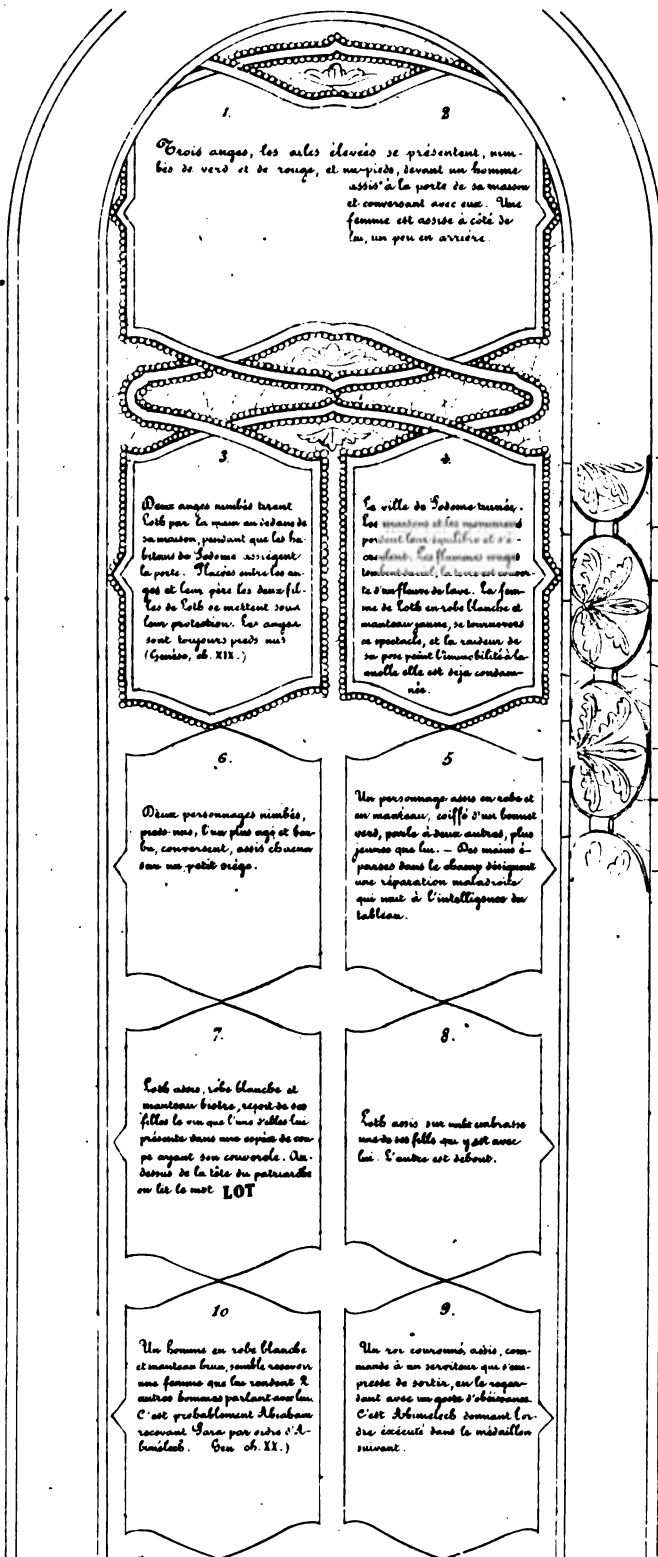 1.
2
Trois anges, les ailes élevées se présentent, nim-
bés de verd et de rouge, et nu-pieds, devant un homme
assis à la porte de sa maison
et conversant avec eux. Une
femme est assise à côté de
lui, un peu en arrière.
3.
Deux anges nimbés tirent
Loth par la main au dedans de
sa maison, pendant que les ha-
bitans de Sodome assiégent
la porte. Placées entre les an-
ges et leur père les deux fil-
les de Loth se mettent sous
leur protection. Les anges
sont toujours pieds nus
(Genèse, ch. XIX.)
4.
La ville de Sodome ruinée.
Les maisons et les monumens
perdent leur équilibre et s'é-
croulent. Les flammes rouges
tombent du ciel, la terre est couver-
te d'un fleuve de lave. La fem-
me de Loth en robe blanche et
manteau jaune, se tourne vers
ce spectacle, et la raideur de
sa pose peint l'immobilité à la-
quelle elle est déja condam-
née.
6.
Deux personnages nimbés,
pieds-nus, l'un plus agé et bar-
bu, conversent, assis chacun
sur un petit siége.
5
Un personnage assis en robe et
en manteau, coiffé d'un bonnet
verd, parle à deux autres, plus
jeunes que lui. — Des mains é-
parses dans le champ désignent
une réparation maladroite
qui nuit à l'intelligence du
tableau.
7.
Loth assis, robe blanche et
manteau bistre, reçoit de ses
filles le vin que l'une d'elles lui
présente dans une espèce de cou-
pe ayant son couvercle. Au-
dessus de la tête du patriarche
on lit le mot LOT
8.
Loth assis sur un lit embrasse
une de ses filles qui y est avec
lui. L'autre est debout.
10
Un homme en robe blanche
et manteau brun, semble recevoir
une femme que lui rendent 2
autres hommes parlant avec lui.
C'est probablement Abraham
recevant Sara par ordre d'A-
bimélech. Gen ch. XX.)
9.
Un roi couronné, assis, com-
mande à un serviteur qui s'em-
presse de sortir, en le regar-
dant avec un geste d'obéissance.
C'est Abimelech donnant l'or-
dre éxécuté dans le médaillon
suivant.